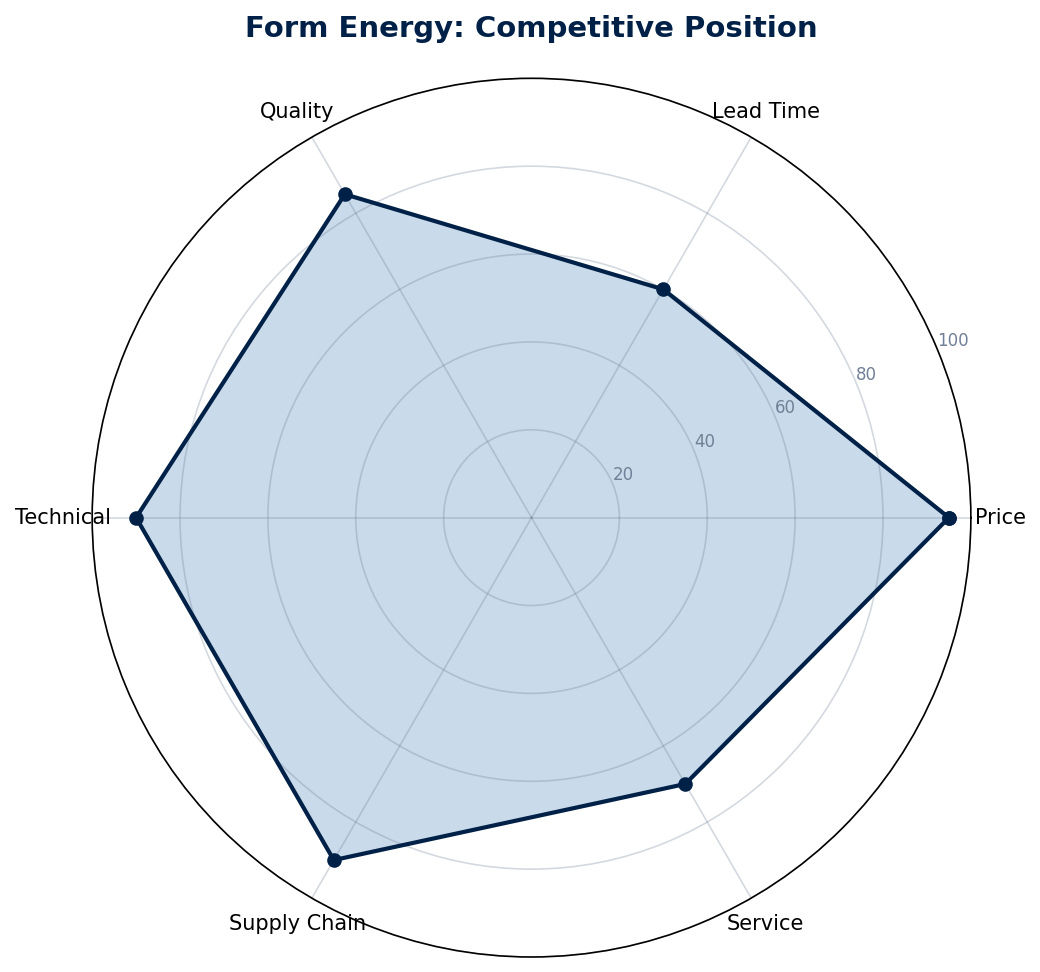 Form Energy: Competitive Position
Quality
Lead Time
100
80
60
40
20
Technical
Price
Supply Chain
Service